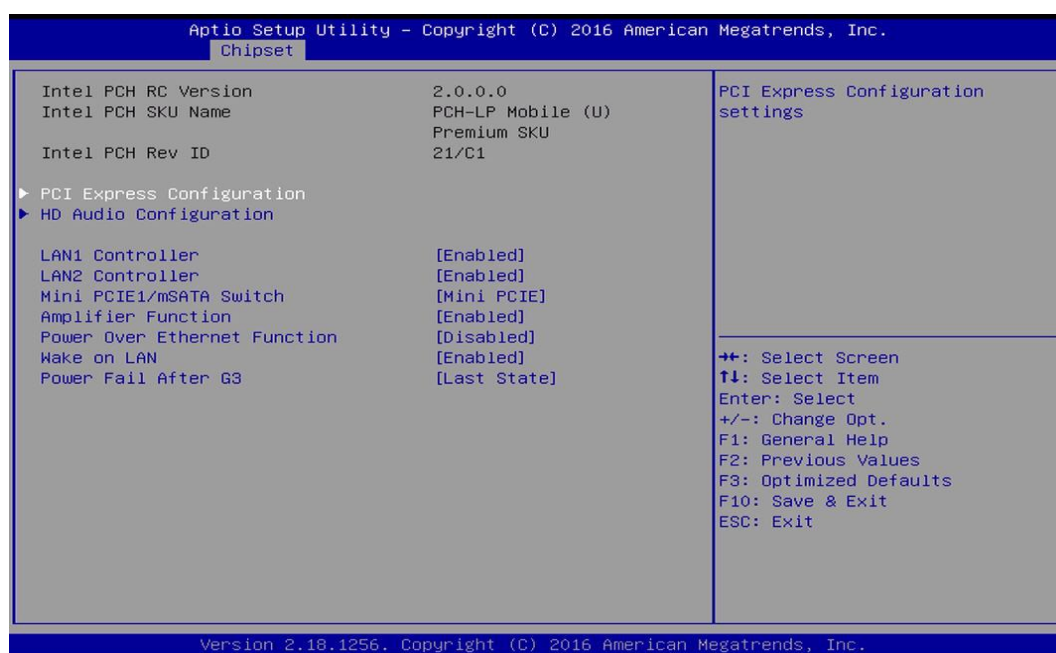 Aptio Setup Utility – Copyright (C) 2016 American Megatrends, Inc.
Chipset
Intel PCH RC Version 2.0.0.0
Intel PCH SKU Name PCH-LP Mobile (U)
Premium SKU
Intel PCH Rev ID 21/C1
▶ PCI Express Configuration
▶ HD Audio Configuration
LAN1 Controller [Enabled]
LAN2 Controller [Enabled]
Mini PCIE1/mSATA Switch [Mini PCIE]
Amplifier Function [Enabled]
Power Over Ethernet Function [Disabled]
Wake on LAN [Enabled]
Power Fail After G3 [Last State]
PCI Express Configuration
settings
→←: Select Screen
↑↓: Select Item
Enter: Select
+/-: Change Opt.
F1: General Help
F2: Previous Values
F3: Optimized Defaults
F10: Save & Exit
ESC: Exit
Version 2.18.1256. Copyright (C) 2016 American Megatrends, Inc.